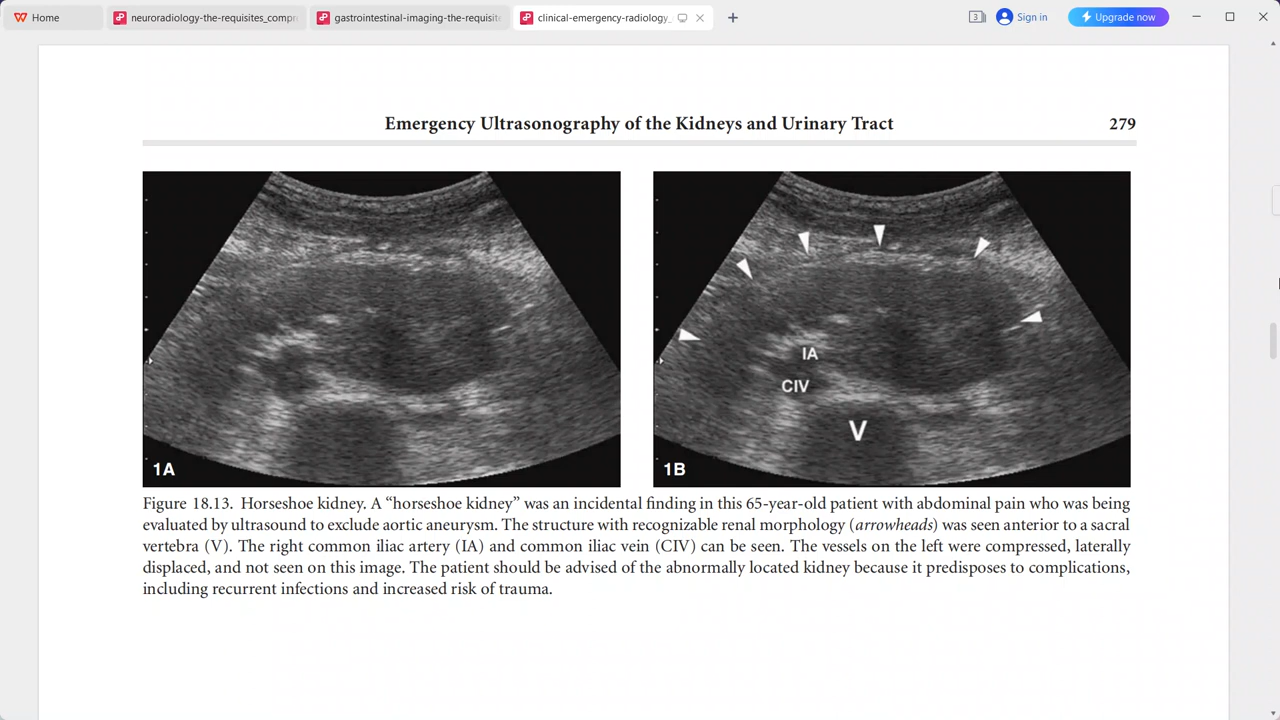 Home
neuroradiology-the-requisites_compre
gastrointestinal-imaging-the-requisite
clinical-emergency-radiology_
3
Sign in
Upgrade now
Emergency Ultrasonography of the Kidneys and Urinary Tract 279
1A
IA
CIV
V
1B
Figure 18.13. Horseshoe kidney. A “horseshoe kidney” was an incidental finding in this 65-year-old patient with abdominal pain who was being
evaluated by ultrasound to exclude aortic aneurysm. The structure with recognizable renal morphology (arrowheads) was seen anterior to a sacral
vertebra (V). The right common iliac artery (IA) and common iliac vein (CIV) can be seen. The vessels on the left were compressed, laterally
displaced, and not seen on this image. The patient should be advised of the abnormally located kidney because it predisposes to complications,
including recurrent infections and increased risk of trauma.